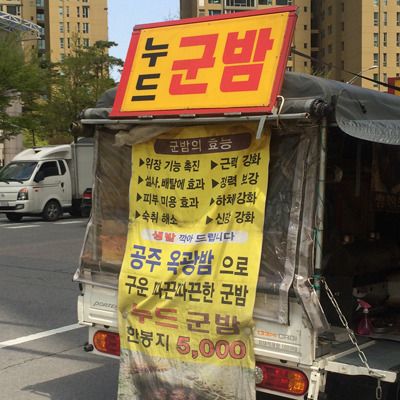 누드 군밤
군밤의 효능
▶위장 기능 촉진 ▶근력 강화
▶설사, 배탈에 효과 ▶정력 보강
▶피부 미용 효과 ▶하체 강화
▶숙취 해소 ▶신장 강화
생밤 깍아 드립니다
공주 옥광밤 으로
구운 따끈따끈한 군밤
누드 군밤
한봉지 5,000